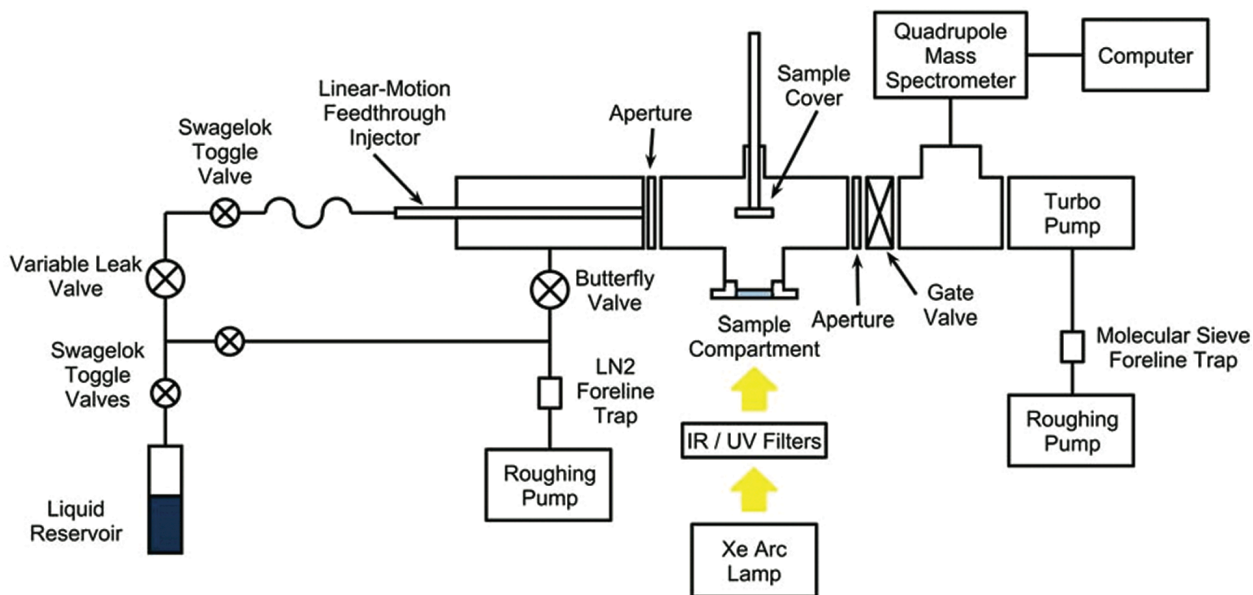 Quadrupole
Mass
Spectrometer
Computer
Sample
Cover
Linear-Motion
Feedthrough
Injector
Aperture
Swagelok
Toggle
Valve
Turbo
Pump
Variable Leak
Valve
Butterfly
Valve
Gate
Valve
Aperture
Sample
Compartment
Molecular Sieve
Foreline Trap
Swagelok
Toggle
Valves
LN2
Foreline
Trap
Roughing
Pump
IR / UV Filters
Roughing
Pump
Liquid
Reservoir
Xe Arc
Lamp